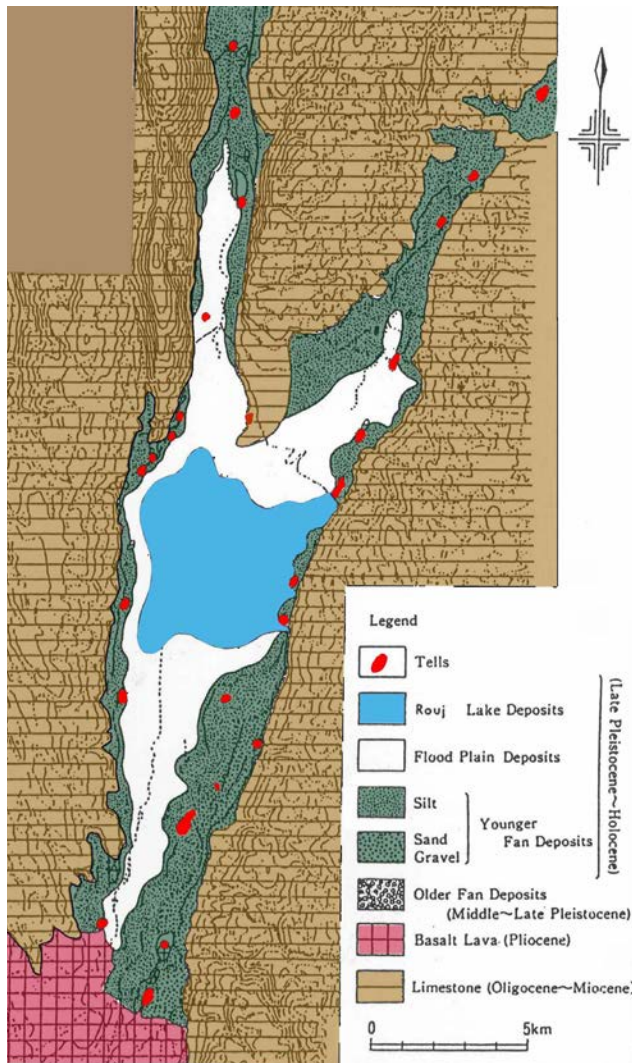 Legend
Tells
Rouj Lake Deposits
Flood Plain Deposits
Silt
Sand
Gravel
Younger
Fan Deposits
(Late Pleistocene~Holocene)
Older Fan Deposits
(Middle~Late Pleistocene)
Basalt Lava (Pliocene)
Limestone (Oligocene~Miocene)
0 5km